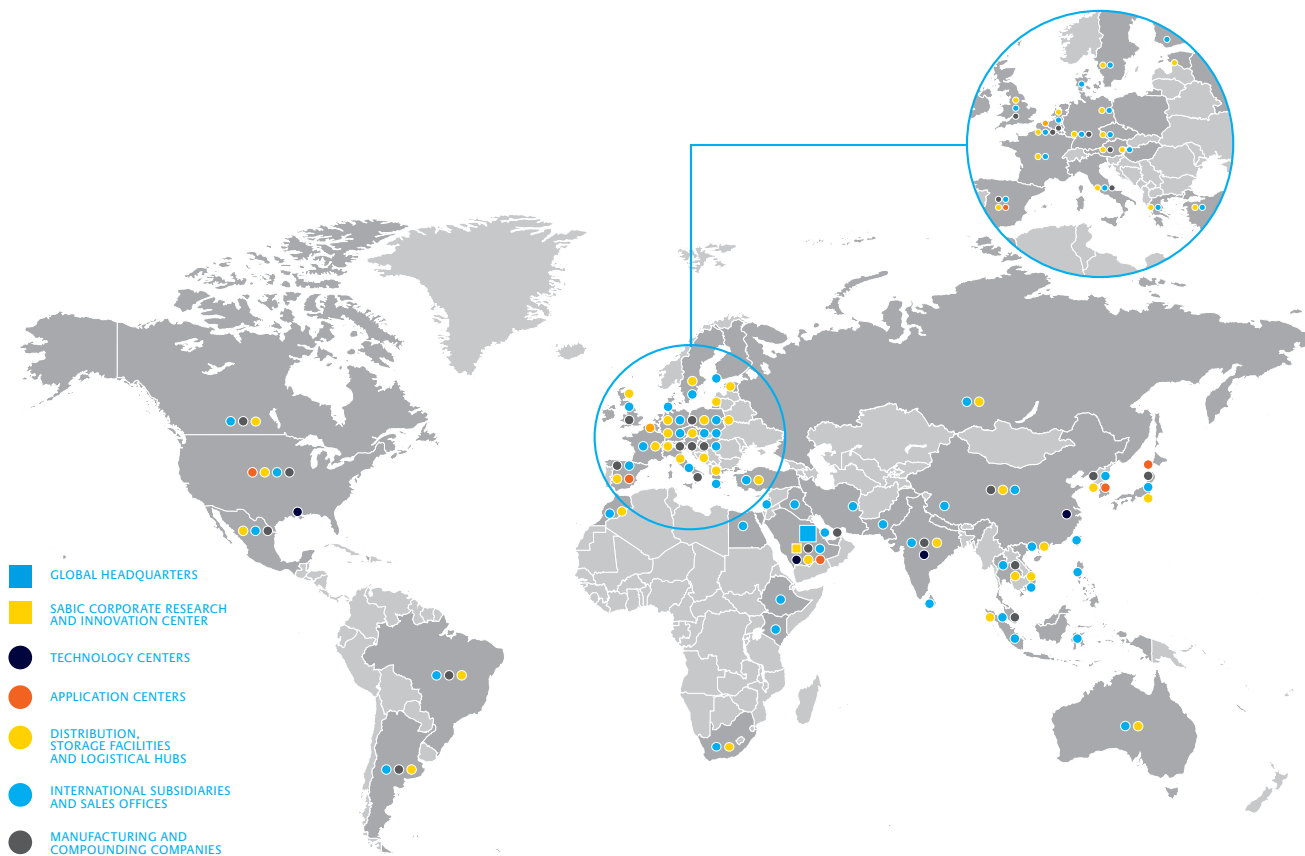 GLOBAL HEADQUARTERS
SABIC CORPORATE RESEARCH
AND INNOVATION CENTER
TECHNOLOGY CENTERS
APPLICATION CENTERS
DISTRIBUTION,
STORAGE FACILITIES
AND LOGISTICAL HUBS
INTERNATIONAL SUBSIDIARIES
AND SALES OFFICES
MANUFACTURING AND
COMPOUNDING COMPANIES